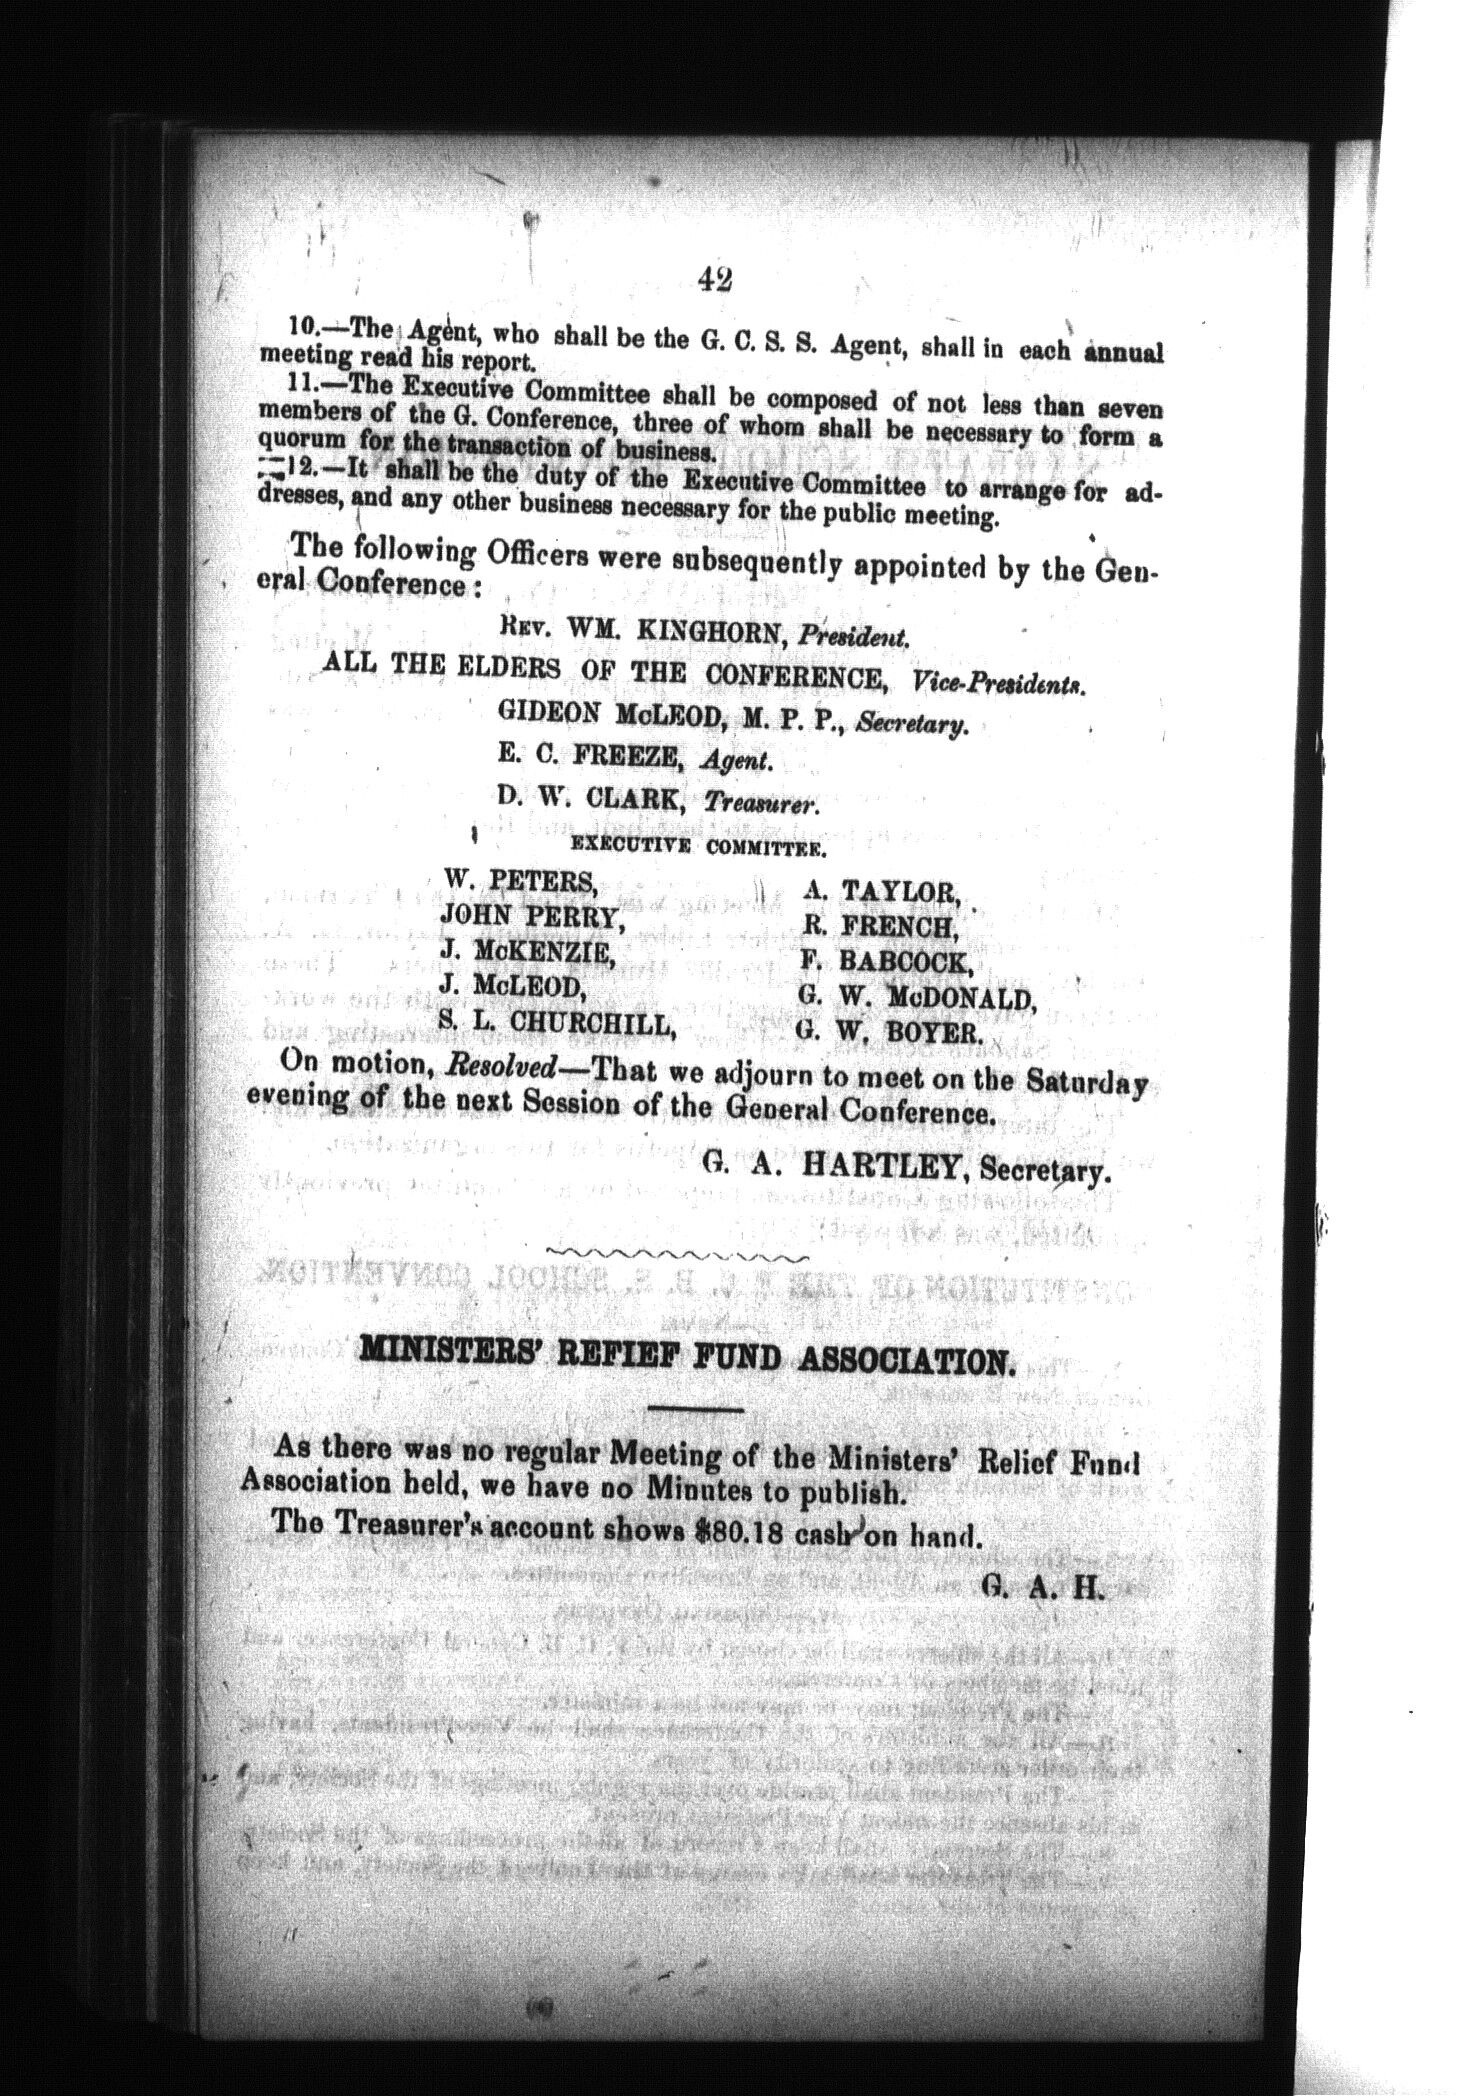 42
10.—The Agent, who shall be the G. C. S. S. Agent, shall in each annual
meeting read his report.
11.—The Executive Committee shall be composed of not less than seven
members of the G. Conference, three of whom shall be necessary to form a
quorum for the transaction of business.
12.—It shall be the duty of the Executive Committee to arrange for ad-
dresses, and any other business necessary for the public meeting.
The following Officers were subsequently appointed by the Gen-
eral Conference:
REV. WM. KINGHORN, President.
ALL THE ELDERS OF THE CONFERENCE, Vice-Presidents.
GIDEON McLEOD, M. P. P., Secretary.
E. C. FREEZE, Agent.
D. W. CLARK, Treasurer.
EXECUTIVE COMMITTEE.
W. PETERS,
JOHN PERRY,
J. McKENZIE,
J. McLEOD,
S. L. CHURCHILL,
A. TAYLOR,
R. FRENCH,
F. BABCOCK,
G. W. McDONALD,
G. W. BOYER.
On motion, Resolved—That we adjourn to meet on the Saturday
evening of the next Session of the General Conference.
G. A. HARTLEY, Secretary.
MINISTERS' REFIEF FUND ASSOCIATION.
As there was no regular Meeting of the Ministers' Relief Fund
Association held, we have no Minutes to publish.
The Treasurer's account shows $80.18 cash on hand.
G. A. H.